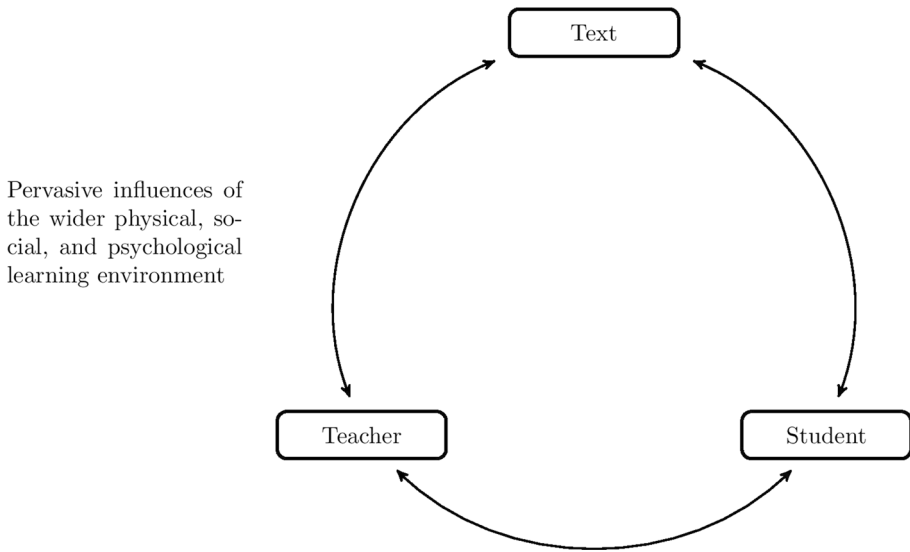 Text
Pervasive influences of
the wider physical, so-
cial, and psychological
learning environment
Teacher
Student